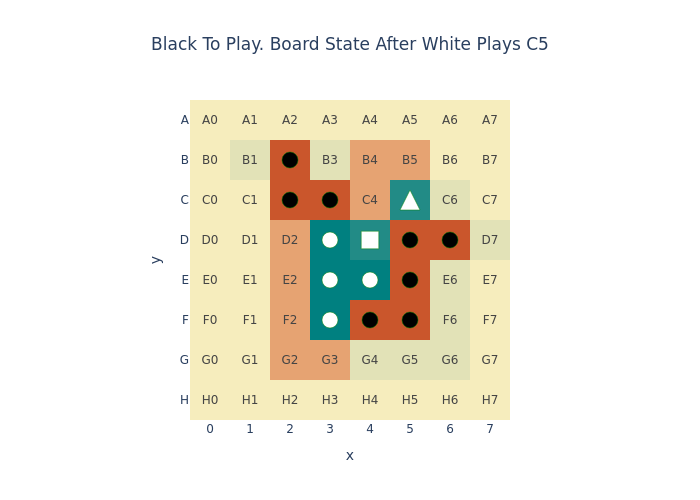 Black To Play. Board State After White Plays C5
A A0 A1 A2 A3 A4 A5 A6 A7
B B0 B1 B3 B4 B5 B6 B7
C C0 C1 C4 C6 C7
D D0 D1 D2 D7
y
E E0 E1 E2 E6 E7
F F0 F1 F2 F6 F7
G G0 G1 G2 G3 G4 G5 G6 G7
H H0 H1 H2 H3 H4 H5 H6 H7
0 1 2 3 4 5 6 7
x